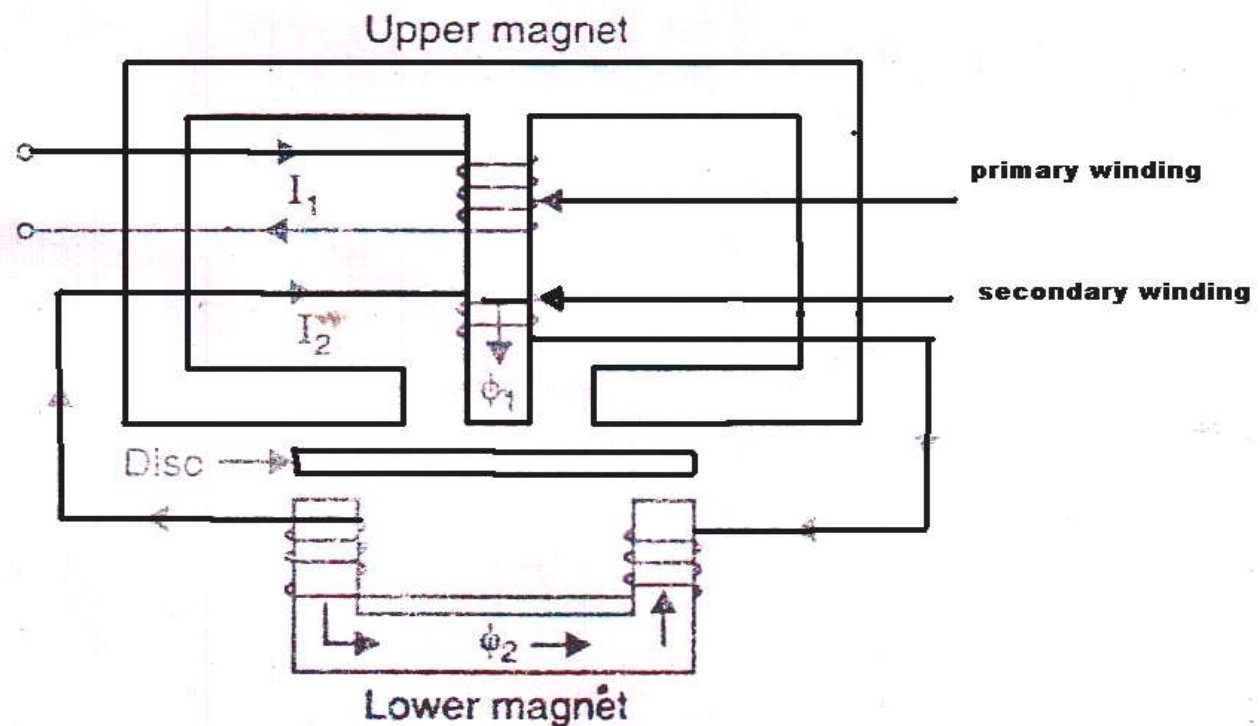 Upper magnet
primary winding
I₁
secondary winding
I₂
ϕ₁
Disc
ϕ₂
Lower magnet